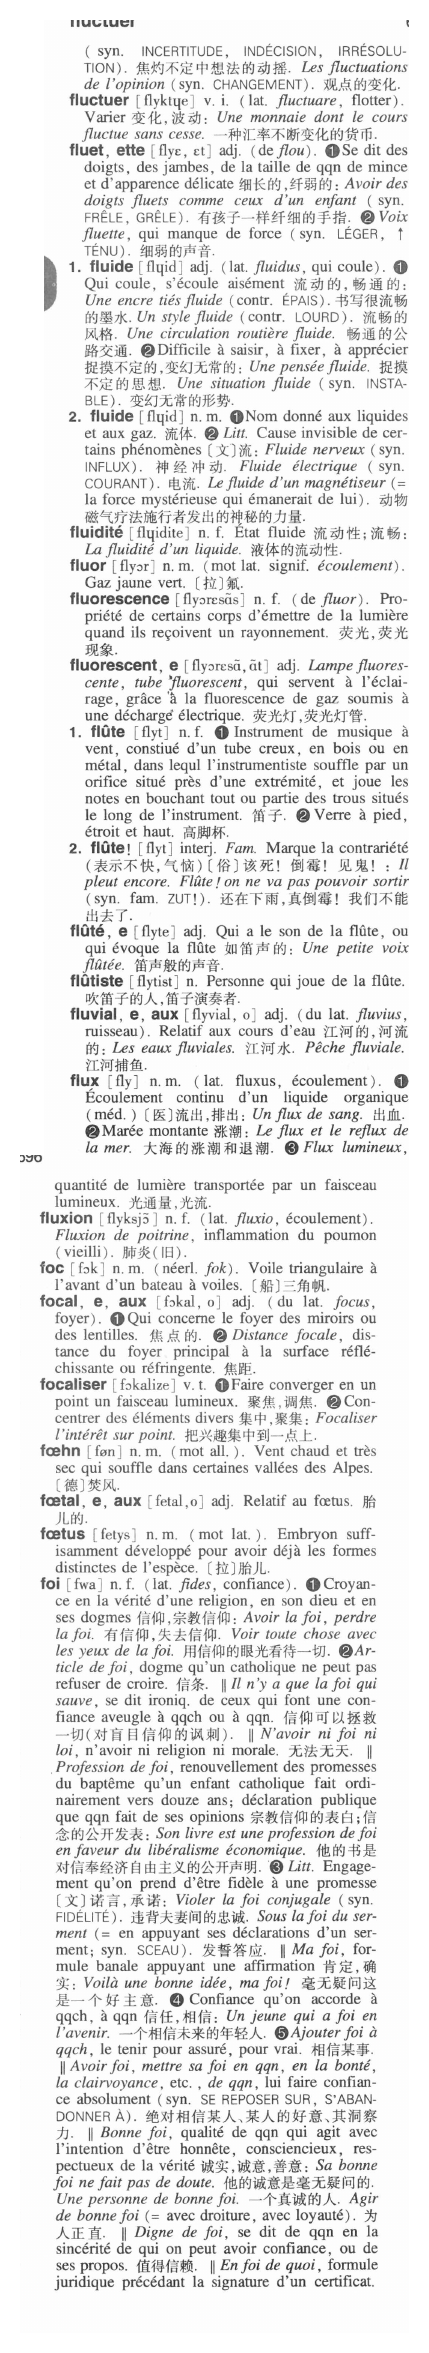 fluctuer
( syn. INCERTITUDE, INDÉCISION, IRRÉSOLU-
TION). 焦灼不定中想法的动摇. Les fluctuations
de l'opinion (syn. CHANGEMENT). 观点的变化.
fluctuer [flyktɥe] v. i. (lat. fluctuare, flotter).
Varier 变化,波动: Une monnaie dont le cours
fluctue sans cesse. 一种汇率不断变化的货币.
fluet, ette [flyɛ, ɛt] adj. (de flou). ❶Se dit des
doigts, des jambes, de la taille de qqn de mince
et d'apparence délicate 细长的,纤弱的: Avoir des
doigts fluets comme ceux d'un enfant ( syn.
FRÊLE, GRÊLE). 有孩子一样纤细的手指. ❷Voix
fluette, qui manque de force ( syn. LÉGER, ↑
TÉNU). 细弱的声音.
1. fluide [flɥid] adj. (lat. fluidus, qui coule). ❶
Qui coule, s'écoule aisément 流动的,畅通的:
Une encre tiés fluide (contr. ÉPAIS). 书写很流畅
的墨水. Un style fluide (contr. LOURD). 流畅的
风格. Une circulation routière fluide. 畅通的公
路交通. ❷Difficile à saisir, à fixer, à apprécier
捉摸不定的,变幻无常的: Une pensée fluide. 捉摸
不定的思想. Une situation fluide ( syn. INSTA-
BLE). 变幻无常的形势.
2. fluide [flɥid] n. m. ❶Nom donné aux liquides
et aux gaz. 流体. ❷ Litt. Cause invisible de cer-
tains phénomènes〔文〕流: Fluide nerveux (syn.
INFLUX). 神经冲动. Fluide électrique ( syn.
COURANT). 电流. Le fluide d'un magnétiseur (=
la force mystérieuse qui émanerait de lui). 动物
磁气疗法施行者发出的神秘的力量.
fluidité [flɥidite] n. f. État fluide 流动性;流畅:
La fluidité d'un liquide. 液体的流动性.
fluor [flyɔr] n. m. (mot lat. signif. écoulement).
Gaz jaune vert. 〔拉〕氟.
fluorescence [flyɔresɑ̃s] n. f. (de fluor). Pro-
priété de certains corps d'émettre de la lumière
quand ils reçoivent un rayonnement. 荧光,荧光
现象.
fluorescent, e [flyɔrɛsɑ̃,ɑ̃t] adj. Lampe fluores-
cente, tube fluorescent, qui servent à l'éclai-
rage, grâce à la fluorescence de gaz soumis à
une décharge électrique. 荧光灯,荧光灯管.
1. flûte [flyt] n. f. ❶ Instrument de musique à
vent, constiué d'un tube creux, en bois ou en
métal, dans lequl l'instrumentiste souffle par un
orifice situé près d'une extrémité, et joue les
notes en bouchant tout ou partie des trous situés
le long de l'instrument. 笛子. ❷Verre à pied,
étroit et haut. 高脚杯.
2. flûte! [flyt] interj. Fam. Marque la contrariété
(表示不快,气恼)〔俗〕该死! 倒霉! 见鬼! : Il
pleut encore. Flûte! on ne va pas pouvoir sortir
(syn. fam. ZUT!). 还在下雨,真倒霉! 我们不能
出去了.
flûté, e [flyte] adj. Qui a le son de la flûte, ou
qui évoque la flûte 如笛声的: Une petite voix
flûtée. 笛声般的声音.
flûtiste [flytist] n. Personne qui joue de la flûte.
吹笛子的人,笛子演奏者.
fluvial, e, aux [flyvial, o] adj. (du lat. fluvius,
ruisseau). Relatif aux cours d'eau 江河的,河流
的: Les eaux fluviales. 江河水. Pêche fluviale.
江河捕鱼.
flux [fly] n. m. ( lat. fluxus, écoulement). ❶
Écoulement continu d'un liquide organique
(méd. )〔医〕流出,排出: Un flux de sang. 出血.
❷Marée montante 涨潮: Le flux et le reflux de
la mer. 大海的涨潮和退潮. ❸ Flux lumineux,
quantité de lumière transportée par un faisceau
lumineux. 光通量,光流.
fluxion [flyksjɔ̃] n. f. (lat. fluxio, écoulement).
Fluxion de poitrine, inflammation du poumon
(vieilli). 肺炎(旧).
foc [fɔk] n. m. (néerl. fok). Voile triangulaire à
l'avant d'un bateau à voiles. 〔船〕三角帆.
focal, e, aux [fɔkal, o] adj. ( du lat. focus,
foyer). ❶Qui concerne le foyer des miroirs ou
des lentilles. 焦点的. ❷ Distance focale, dis-
tance du foyer principal à la surface réflé-
chissante ou réfringente. 焦距.
focaliser [fɔkalize] v. t. ❶Faire converger en un
point un faisceau lumineux. 聚焦,调焦. ❷Con-
centrer des éléments divers 集中,聚集: Focaliser
l'intérêt sur point. 把兴趣集中到一点上.
fœhn [føn] n. m. (mot all. ). Vent chaud et très
sec qui souffle dans certaines vallées des Alpes.
〔德〕焚风.
fœtal, e, aux [fetal,o] adj. Relatif au fœtus. 胎
儿的.
fœtus [fetys] n. m. ( mot lat. ). Embryon suff-
isamment développé pour avoir déjà les formes
distinctes de l'espèce. 〔拉〕胎儿.
foi [fwa] n. f. (lat. fides, confiance). ❶Croyan-
ce en la vérité d'une religion, en son dieu et en
ses dogmes 信仰,宗教信仰: Avoir la foi, perdre
la foi. 有信仰,失去信仰. Voir toute chose avec
les yeux de la foi. 用信仰的眼光看待一切. ❷Ar-
ticle de foi, dogme qu'un catholique ne peut pas
refuser de croire. 信条. ‖ Il n'y a que la foi qui
sauve, se dit ironiq. de ceux qui font une con-
fiance aveugle à qqch ou à qqn. 信仰可以拯救
一切(对盲目信仰的讽刺). ‖ N'avoir ni foi ni
loi, n'avoir ni religion ni morale. 无法无天. ‖
Profession de foi, renouvellement des promesses
du baptême qu'un enfant catholique fait ordi-
nairement vers douze ans; déclaration publique
que qqn fait de ses opinions 宗教信仰的表白;信
念的公开发表: Son livre est une profession de foi
en faveur du libéralisme économique. 他的书是
对信奉经济自由主义的公开声明. ❸ Litt. Engage-
ment qu'on prend d'être fidèle à une promesse
〔文〕诺言,承诺: Violer la foi conjugale ( syn.
FIDÉLITÉ). 违背夫妻间的忠诚. Sous la foi du ser-
ment (= en appuyant ses déclarations d'un ser-
ment; syn. SCEAU). 发誓答应. ‖ Ma foi, for-
mule banale appuyant une affirmation 肯定,确
实: Voilà une bonne idée, ma foi! 毫无疑问这
是一个好主意. ❹ Confiance qu'on accorde à
qqch, à qqn 信任,相信: Un jeune qui a foi en
l'avenir. 一个相信未来的年轻人. ❺Ajouter foi à
qqch, le tenir pour assuré, pour vrai. 相信某事.
‖ Avoir foi, mettre sa foi en qqn, en la bonté,
la clairvoyance, etc. , de qqn, lui faire confian-
ce absolument (syn. SE REPOSER SUR, S'ABAN-
DONNER À). 绝对相信某人、某人的好意、其洞察
力. ‖ Bonne foi, qualité de qqn qui agit avec
l'intention d'être honnête, consciencieux, res-
pectueux de la vérité 诚实,诚意,善意: Sa bonne
foi ne fait pas de doute. 他的诚意是毫无疑问的.
Une personne de bonne foi. 一个真诚的人. Agir
de bonne foi (= avec droiture, avec loyauté). 为
人正直. ‖ Digne de foi, se dit de qqn en la
sincérité de qui on peut avoir confiance, ou de
ses propos. 值得信赖. ‖ En foi de quoi, formule
juridique précédant la signature d'un certificat.